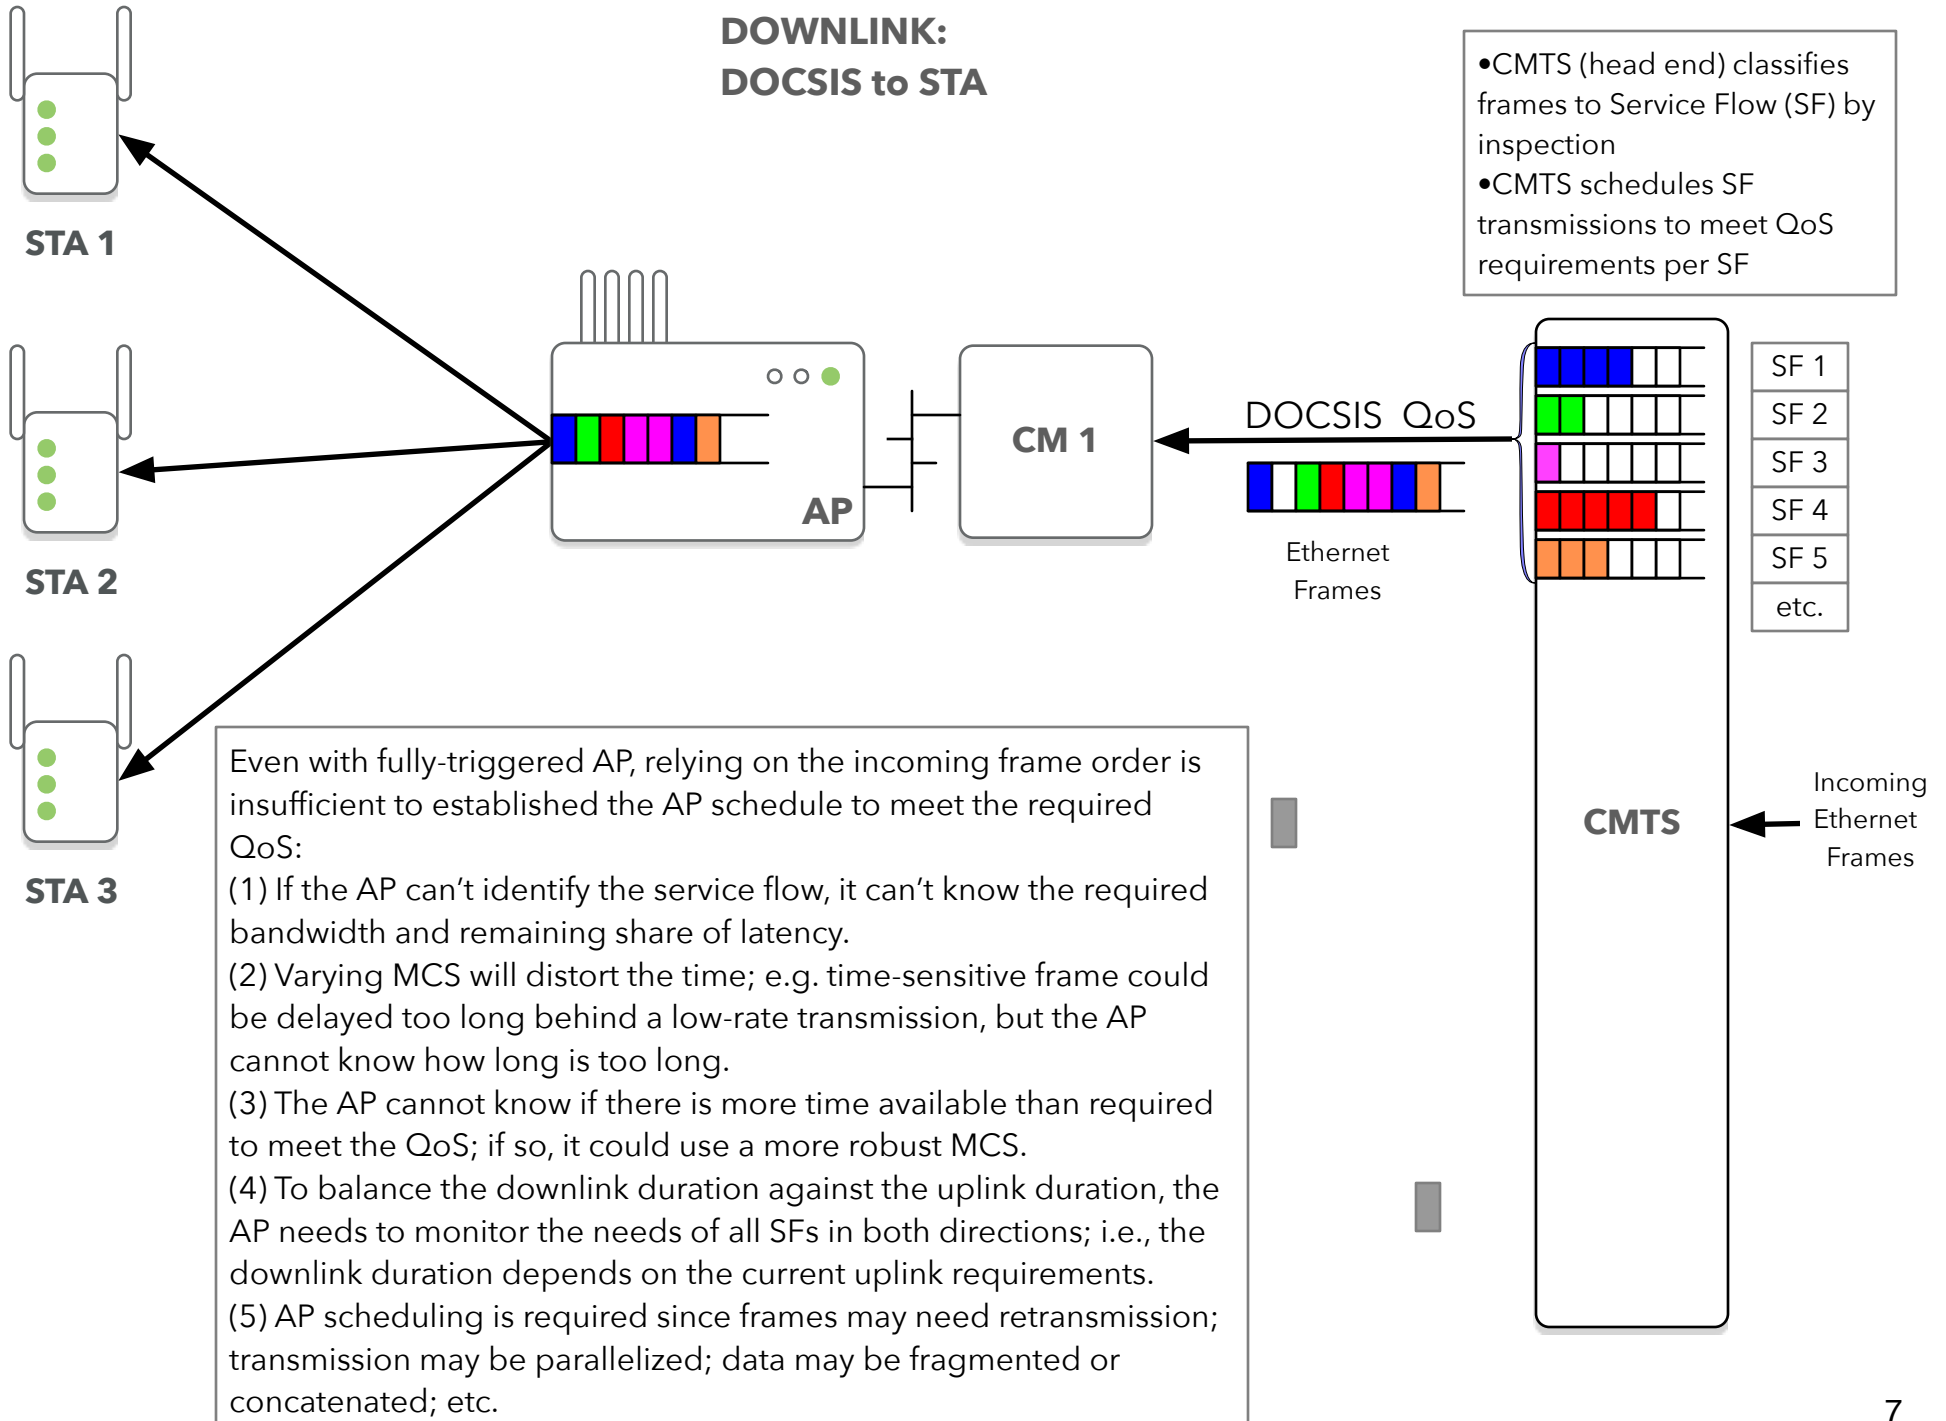 DOWNLINK:
DOCSIS to STA
•CMTS (head end) classifies
frames to Service Flow (SF) by
inspection
•CMTS schedules SF
transmissions to meet QoS
requirements per SF
STA 1
STA 2
STA 3
AP
CM 1
DOCSIS QoS
Ethernet
Frames
SF 1
SF 2
SF 3
SF 4
SF 5
etc.
CMTS
Incoming
Ethernet
Frames
Even with fully-triggered AP, relying on the incoming frame order is
insufficient to established the AP schedule to meet the required
QoS:
(1) If the AP can’t identify the service flow, it can’t know the required
bandwidth and remaining share of latency.
(2) Varying MCS will distort the time; e.g. time-sensitive frame could
be delayed too long behind a low-rate transmission, but the AP
cannot know how long is too long.
(3) The AP cannot know if there is more time available than required
to meet the QoS; if so, it could use a more robust MCS.
(4) To balance the downlink duration against the uplink duration, the
AP needs to monitor the needs of all SFs in both directions; i.e., the
downlink duration depends on the current uplink requirements.
(5) AP scheduling is required since frames may need retransmission;
transmission may be parallelized; data may be fragmented or
concatenated; etc.
7